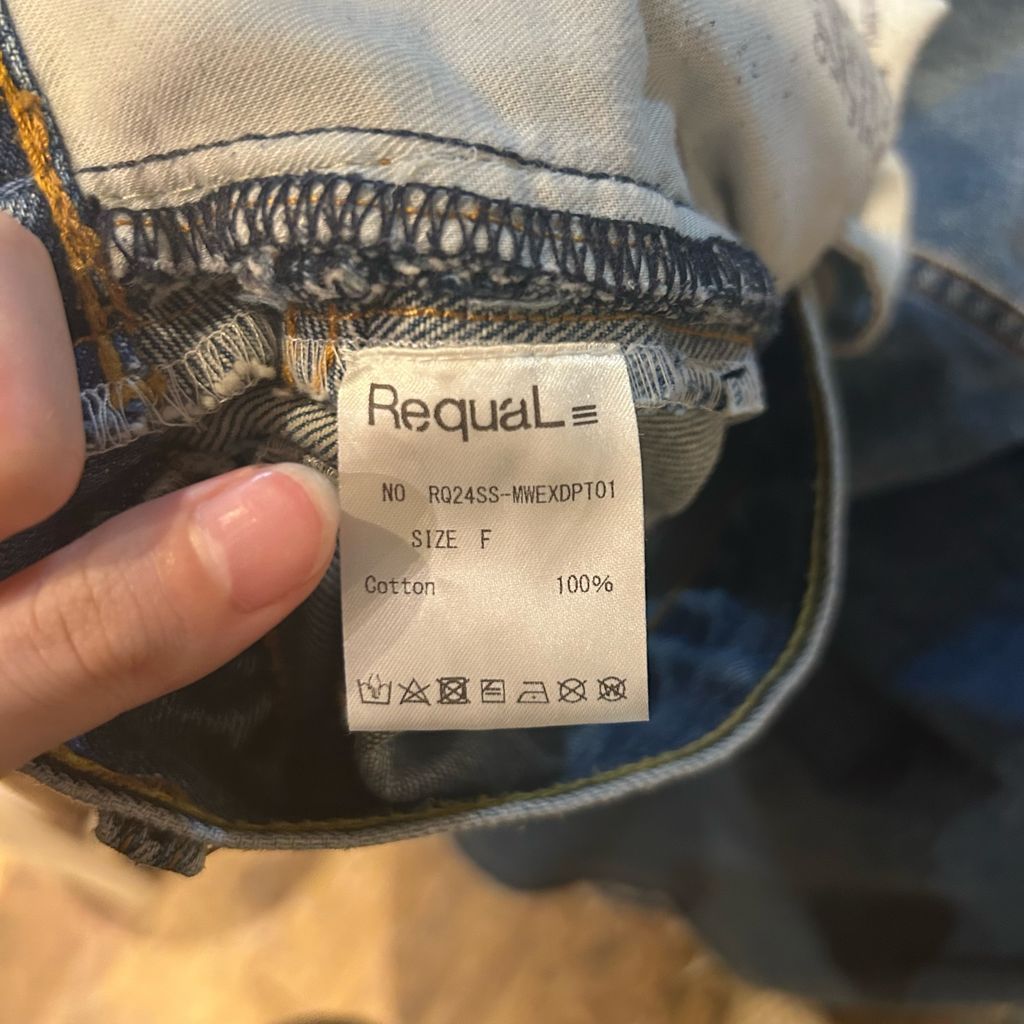 RequaL≡
NO RQ24SS-MWEXDPT01
SIZE F
Cotton 100%